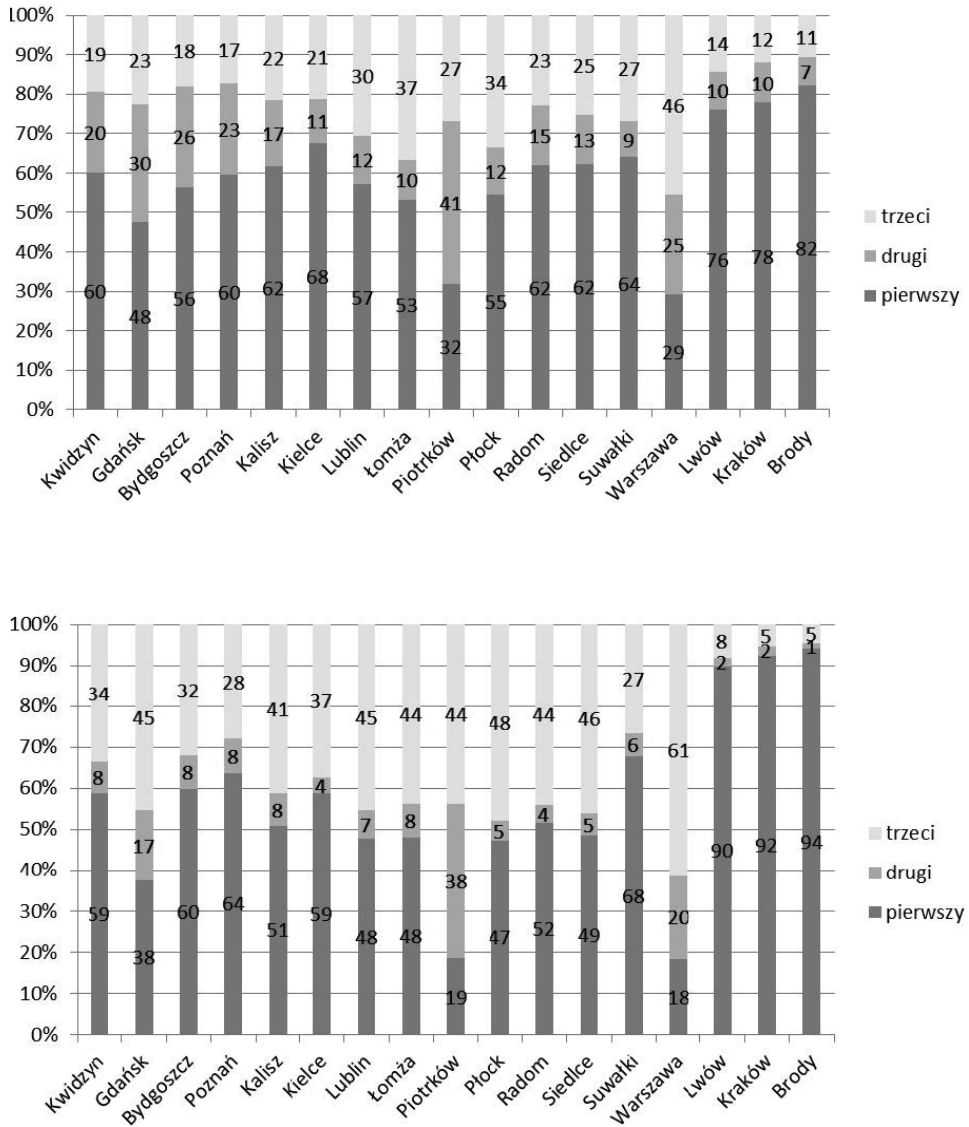 100%
90%
80%
70%
60%
50%
40%
30%
20%
10%
0%
19 23 18 17 22 21 30 37 27 34 23 25 27 46 14 12 11
20 30 26 23 17 11 12 10 41 12 15 13 9 25 10 10 7
60 48 56 60 62 68 57 53 32 55 62 62 64 29 76 78 82
Kwidzyn Gdańsk Bydgoszcz Poznań Kalisz Kielce Lublin Łomża Piotrków Płock Radom Siedlce Suwałki Warszawa Lwów Kraków Brody
trzeci
drugi
pierwszy
100%
90%
80%
70%
60%
50%
40%
30%
20%
10%
0%
34 45 32 28 41 37 45 44 44 48 44 46 27 61 8 5 5
8 17 8 8 8 4 7 8 38 5 4 5 6 20 2 2 1
59 38 60 64 51 59 48 48 19 47 52 49 68 18 90 92 94
Kwidzyn Gdańsk Bydgoszcz Poznań Kalisz Kielce Lublin Łomża Piotrków Płock Radom Siedlce Suwałki Warszawa Lwów Kraków Brody
trzeci
drugi
pierwszy